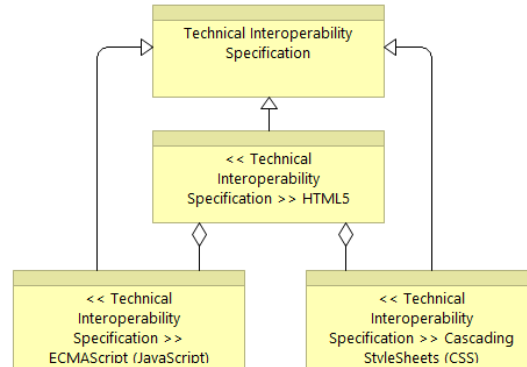 Technical Interoperability
Specification
<< Technical
Interoperability
Specification >> HTML5
<< Technical
Interoperability
Specification >>
ECMAScript (JavaScript)
<< Technical
Interoperability
Specification >> Cascading
StyleSheets (CSS)